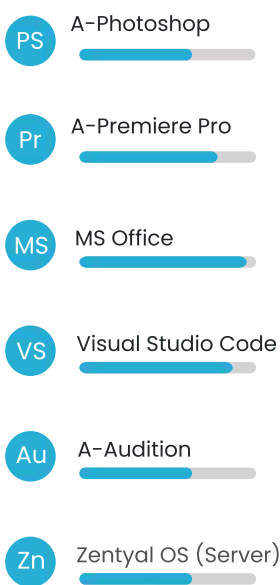 PS
A-Photoshop
Pr
A-Premiere Pro
MS
MS Office
VS
Visual Studio Code
Au
A-Audition
Zn
Zentyal OS (Server)